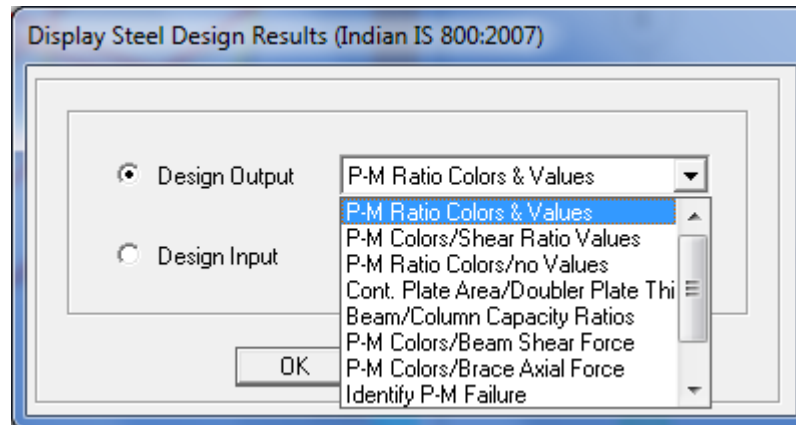 Display Steel Design Results (Indian IS 800:2007)
Design Output
P-M Ratio Colors & Values
P-M Ratio Colors & Values
P-M Colors/Shear Ratio Values
Design Input
P-M Ratio Colors/no Values
Cont. Plate Area/Doubler Plate Thi
Beam/Column Capacity Ratios
P-M Colors/Beam Shear Force
OK
P-M Colors/Brace Axial Force
Identify P-M Failure